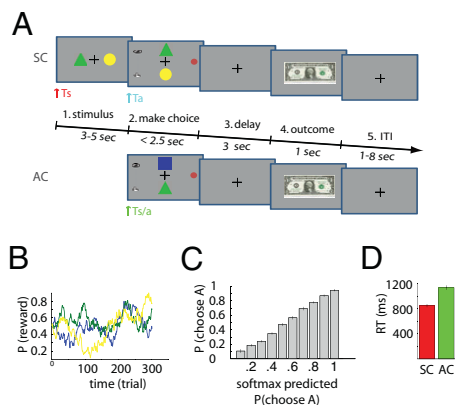 A
SC
Ts
Ta
1. stimulus
2. make choice
3. delay
4. outcome
5. ITI
3-5 sec
< 2.5 sec
3 sec
1 sec
1-8 sec
AC
Ts/a
B
P (reward)
0.8
0.6
0.4
0.2
0
100
200
300
time (trial)
C
P (choose A)
1
0.8
0.6
0.4
0.2
.2
.4
.6
.8
1
softmax predicted
P(choose A)
D
RT
(ms)
1200
800
SC
AC